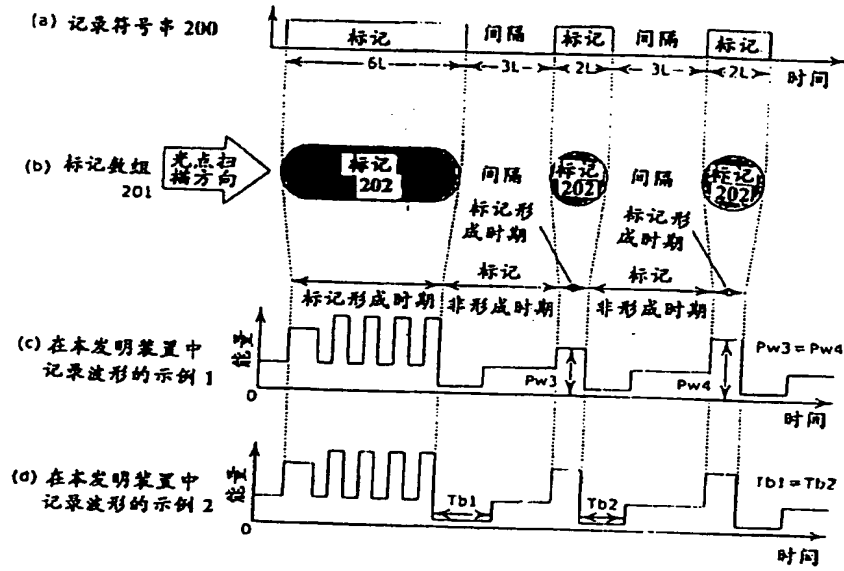 (a) 记录符号串 200
标记 间隔 标记 间隔 标记
6L 3L 2L 3L 2L
时间
(b) 标记数组
201
光点扫
描方向
标记
202
间隔
标记
202
间隔
标记
202
标记形
成时期
标记形
成时期
标记形成时期
标记
非形成时期
标记
非形成时期
(c) 在本发明装置中
记录波形的示例 1
能量
0
Pw3
Pw4
Pw3=Pw4
时间
(d) 在本发明装置中
记录波形的示例 2
能量
0
Tb1
Tb2
Tb1=Tb2
时间